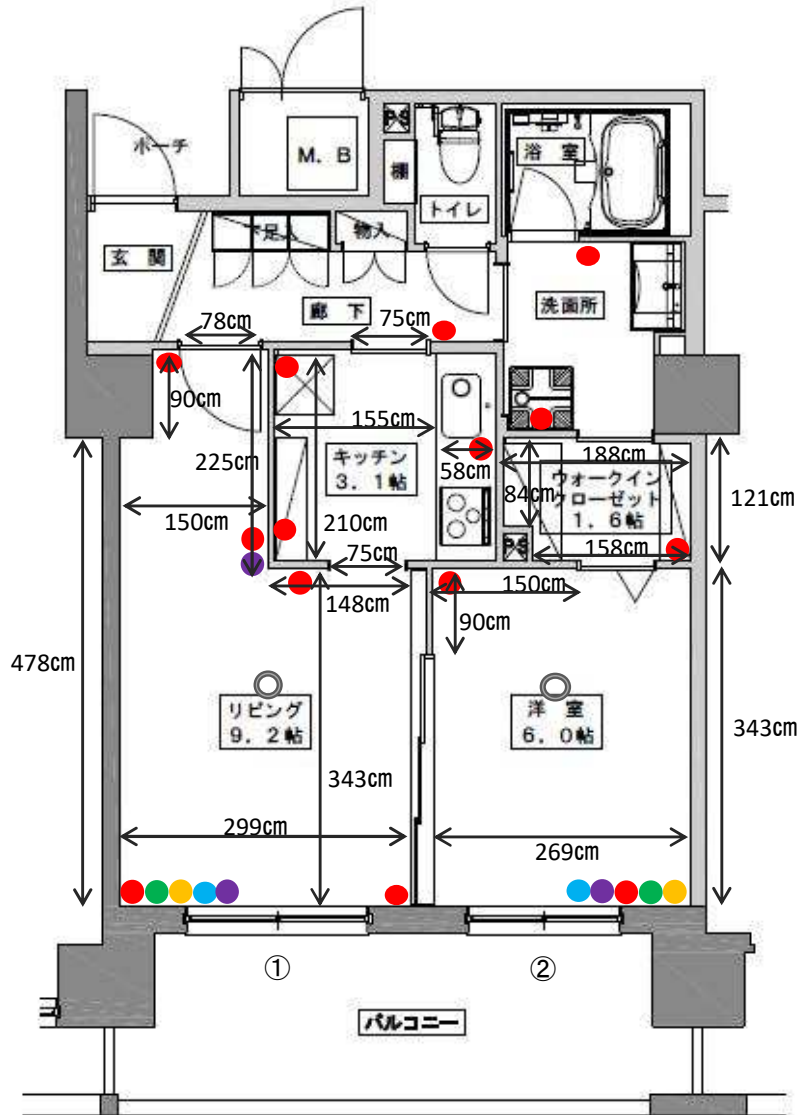 ポーチ
M. B
P·S
棚
トイレ
浴 室
玄 関
下足入
物入
廊 下
洗面所
78㎝
75㎝
90㎝
225㎝
155㎝
キッチン
3. 1帖
58㎝
188㎝
84㎝
ウォークイン
クローゼット
1. 6帖
121㎝
150㎝
210㎝
P·S
158㎝
75㎝
148㎝
150㎝
90㎝
478㎝
リビング
9. 2帖
洋 室
6. 0帖
343㎝
343㎝
299㎝
269㎝
①
②
バルコニー